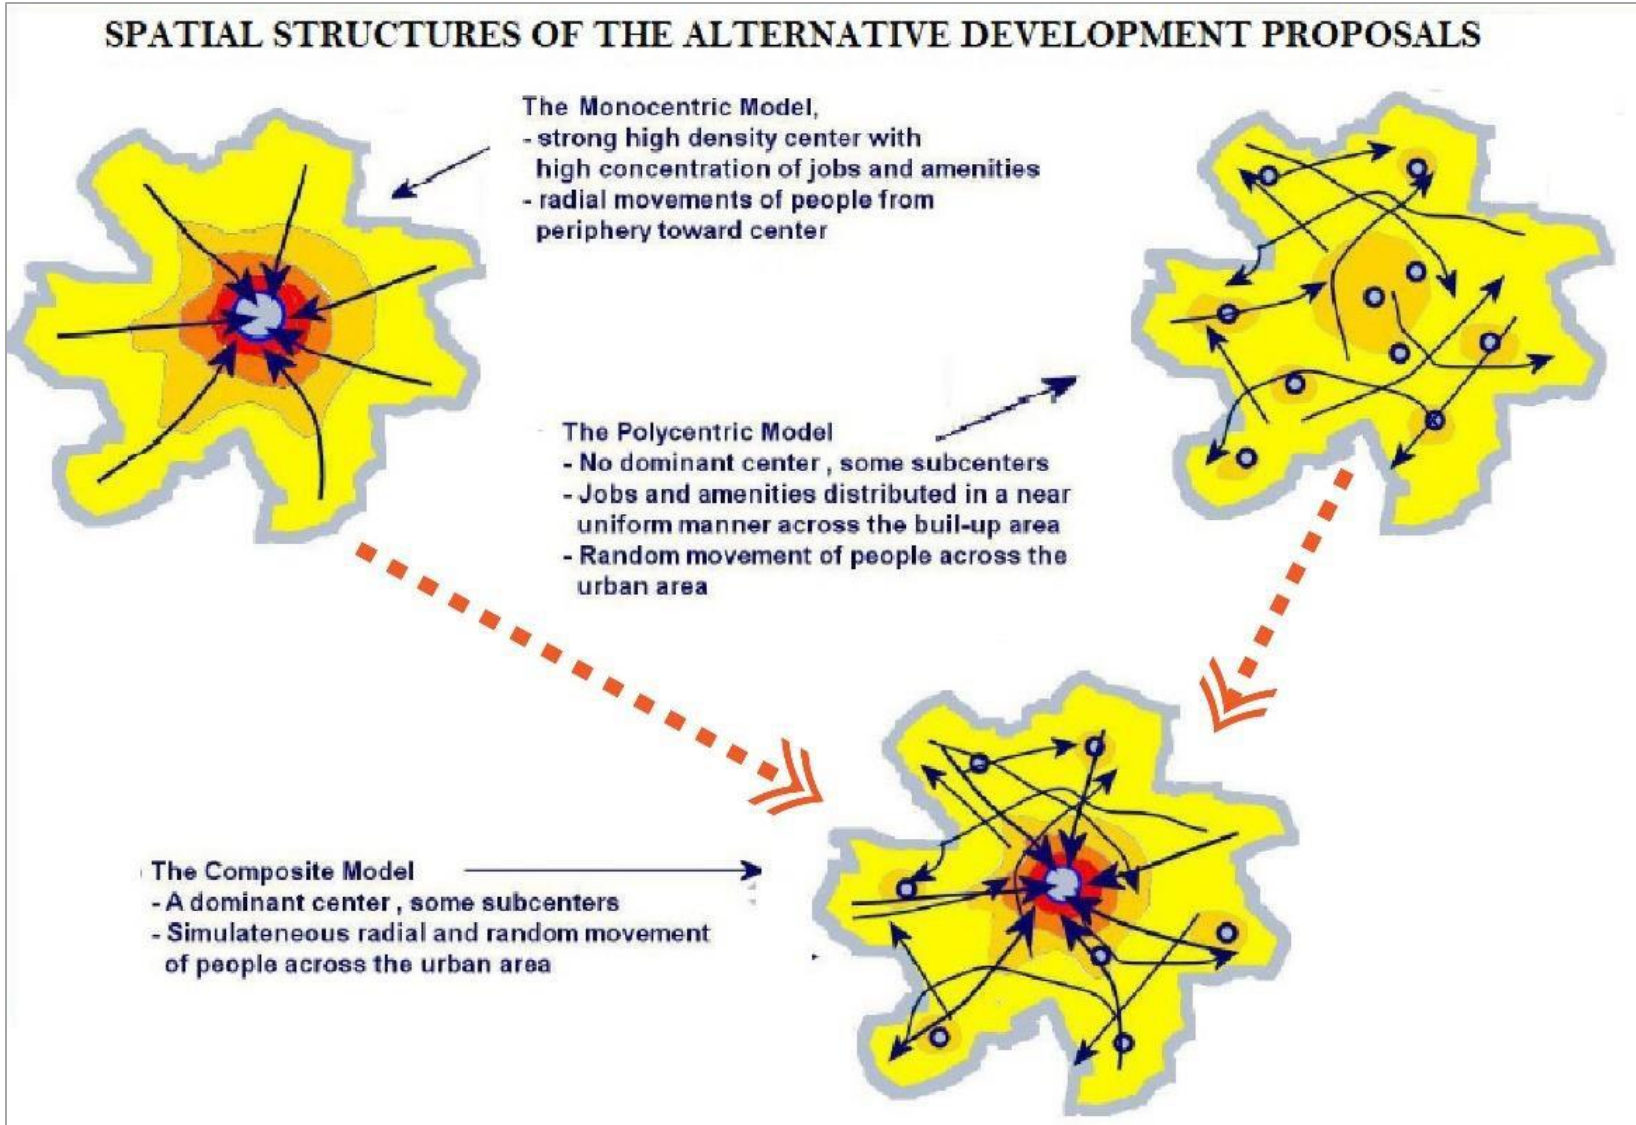 SPATIAL STRUCTURES OF THE ALTERNATIVE DEVELOPMENT PROPOSALS
The Monocentric Model,
- strong high density center with
high concentration of jobs and amenities
- radial movements of people from
periphery toward center
The Polycentric Model
- No dominant center , some subcenters
- Jobs and amenities distributed in a near
uniform manner across the buil-up area
- Random movement of people across the
urban area
The Composite Model
- A dominant center , some subcenters
- Simulateneous radial and random movement
of people across the urban area